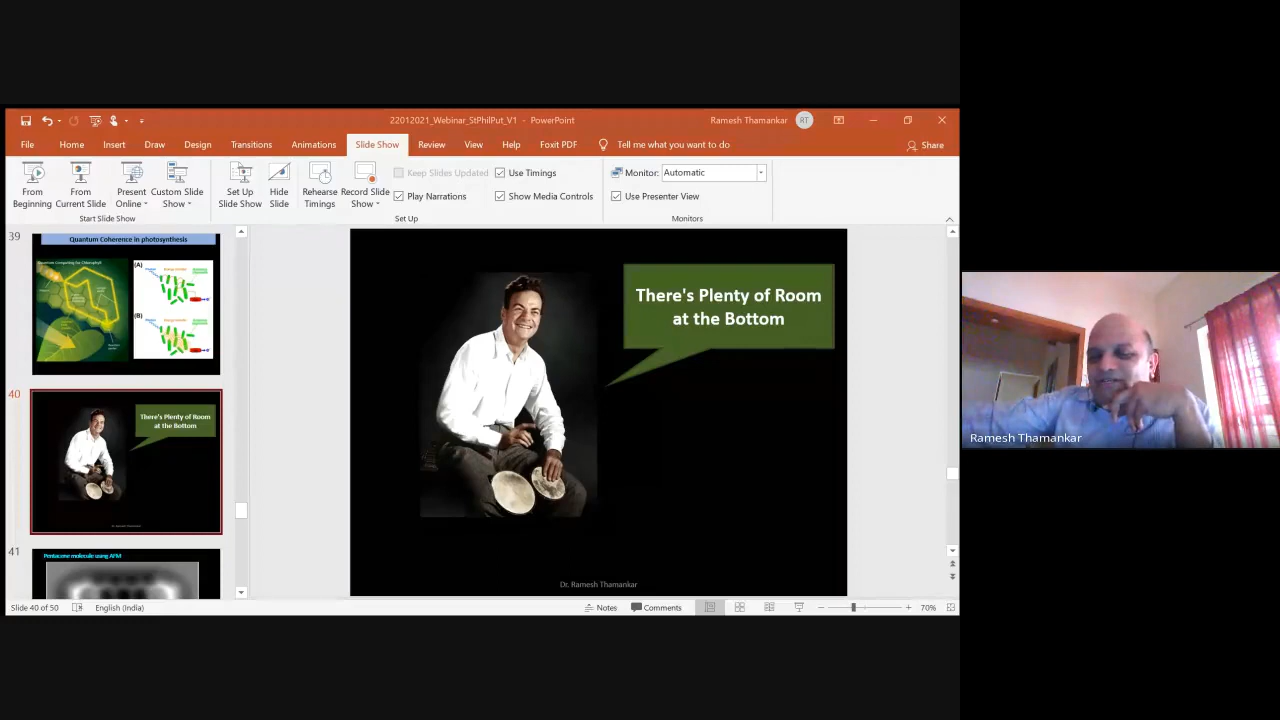 22012021_Webinar_StPhilPut_V1 - PowerPoint
Ramesh Thamankar
RT
File Home Insert Draw Design Transitions Animations Slide Show Review View Help Foxit PDF Tell me what you want to do
Share
From Beginning
From Current Slide
Present Online
Custom Slide Show
Start Slide Show
Set Up Slide Show
Hide Slide
Rehearse Timings
Record Slide Show
Keep Slides Updated
Play Narrations
Use Timings
Show Media Controls
Set Up
Monitor: Automatic
Use Presenter View
Monitors
39
Quantum Coherence in photosynthesis
(A)
(B)
40
There's Plenty of Room
at the Bottom
Dr. Ramesh Thamankar
41
Pentacene molecule using AFM
There's Plenty of Room
at the Bottom
Dr. Ramesh Thamankar
Slide 40 of 50
English (India)
Notes
Comments
70%
Ramesh Thamankar